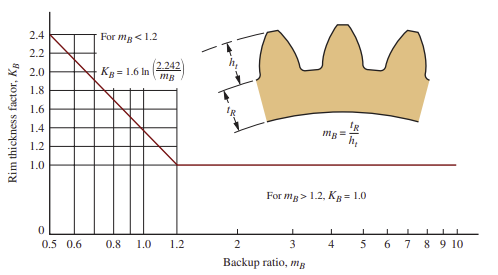 2.4
2.2
2.0
1.8
1.6
1.4
1.2
1.0
0
Rim thickness factor, K_B
For m_B < 1.2
K_B = 1.6 ln (2.242/m_B)
h_t
t_R
m_B = t_R/h_t
For m_B > 1.2, K_B = 1.0
0.5 0.6 0.8 1.0 1.2 2 3 4 5 6 7 8 9 10
Backup ratio, m_B